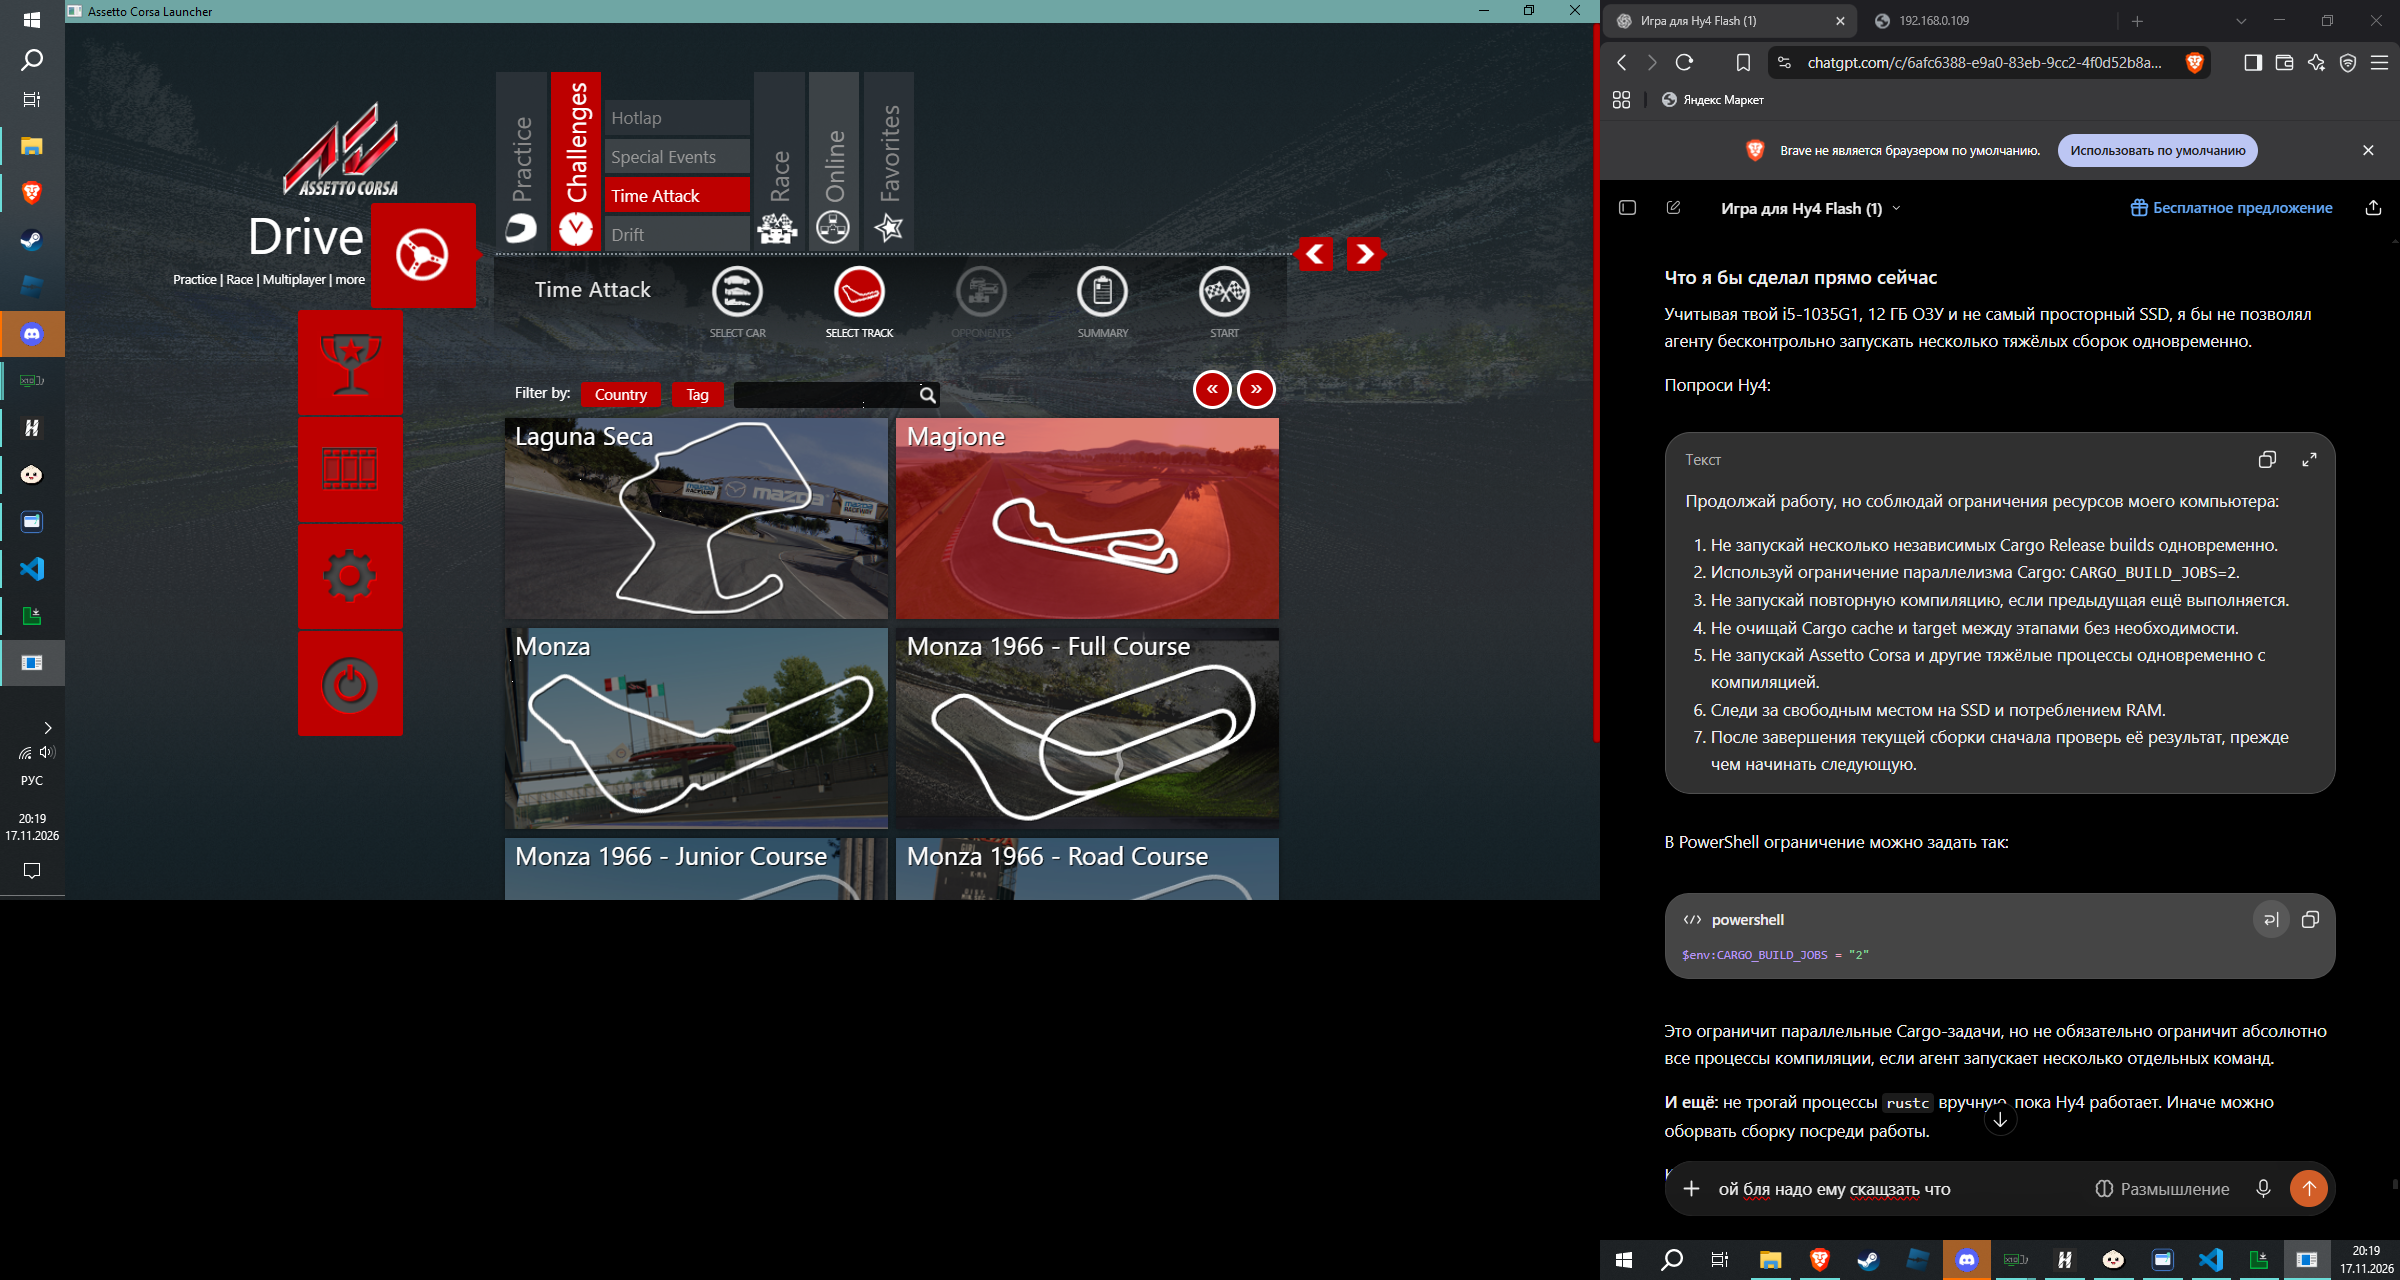 Assetto Corsa Launcher
ASSETTO CORSA
Drive
Practice | Race | Multiplayer | more
Practice
Challenges
Hotlap
Special Events
Time Attack
Drift
Race
Online
Favorites
Time Attack
SELECT CAR
SELECT TRACK
OPPONENTS
SUMMARY
START
Filter by:
Country
Tag
Laguna Seca
Magione
Monza
Monza 1966 - Full Course
Monza 1966 - Junior Course
Monza 1966 - Road Course
РУС
20:19
17.11.2026
Игра для Hy4 Flash (1)
192.168.0.109
chatgpt.com/c/6afc6388-e9a0-83eb-9cc2-4f0d52b8a...
Яндекс Маркет
Brave не является браузером по умолчанию.
Использовать по умолчанию
Игра для Hy4 Flash (1)
Бесплатное предложение
Что я бы сделал прямо сейчас
Учитывая твой i5-1035G1, 12 ГБ ОЗУ и не самый просторный SSD, я бы не позволял
агенту бесконтрольно запускать несколько тяжёлых сборок одновременно.
Попроси Hy4:
Текст
Продолжай работу, но соблюдай ограничения ресурсов моего компьютера:
1. Не запускай несколько независимых Cargo Release builds одновременно.
2. Используй ограничение параллелизма Cargo: CARGO_BUILD_JOBS=2.
3. Не запускай повторную компиляцию, если предыдущая ещё выполняется.
4. Не очищай Cargo cache и target между этапами без необходимости.
5. Не запускай Assetto Corsa и другие тяжёлые процессы одновременно с
компиляцией.
6. Следи за свободным местом на SSD и потреблением RAM.
7. После завершения текущей сборки сначала проверь её результат, прежде
чем начинать следующую.
В PowerShell ограничение можно задать так:
powershell
$env:CARGO_BUILD_JOBS = "2"
Это ограничит параллельные Cargo-задачи, но не обязательно ограничит абсолютно
все процессы компиляции, если агент запускает несколько отдельных команд.
И ещё: не трогай процессы rustc вручную, пока Hy4 работает. Иначе можно
оборвать сборку посреди работы.
ой бля надо ему скащзать что
Размышление
20:19
17.11.2026